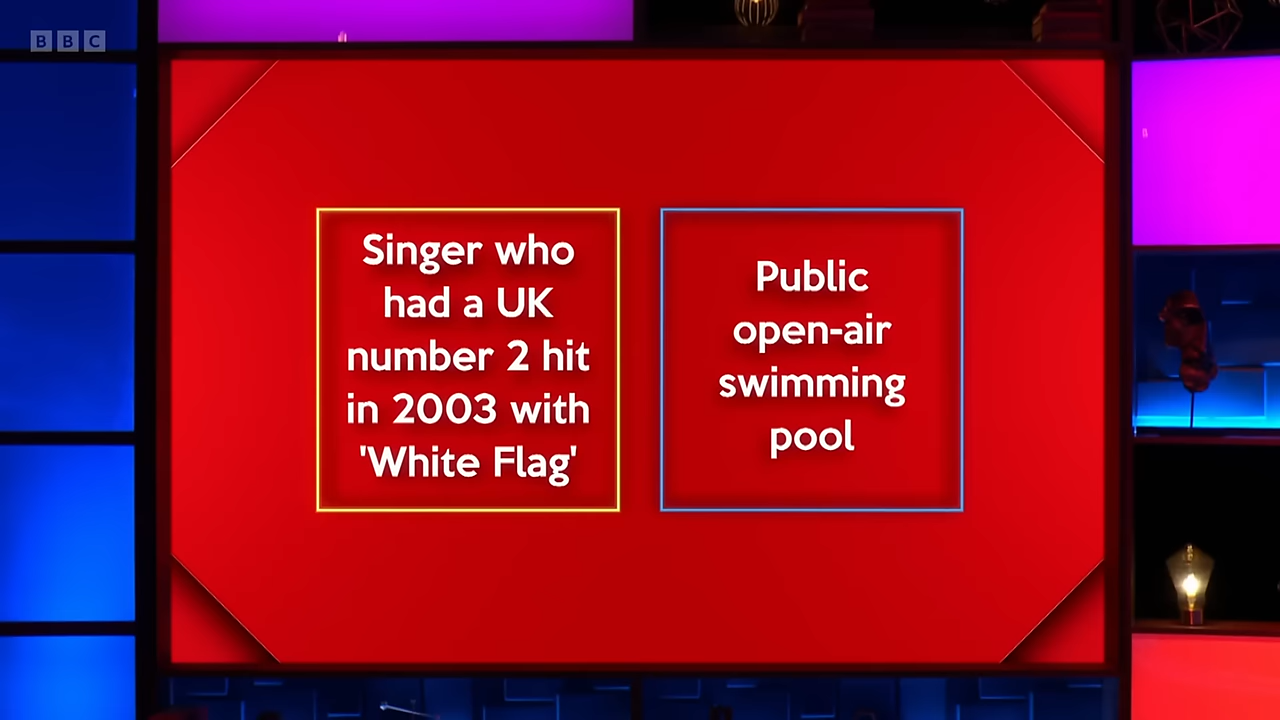 BBC
Singer who
had a UK
number 2 hit
in 2003 with
'White Flag'
Public
open-air
swimming
pool